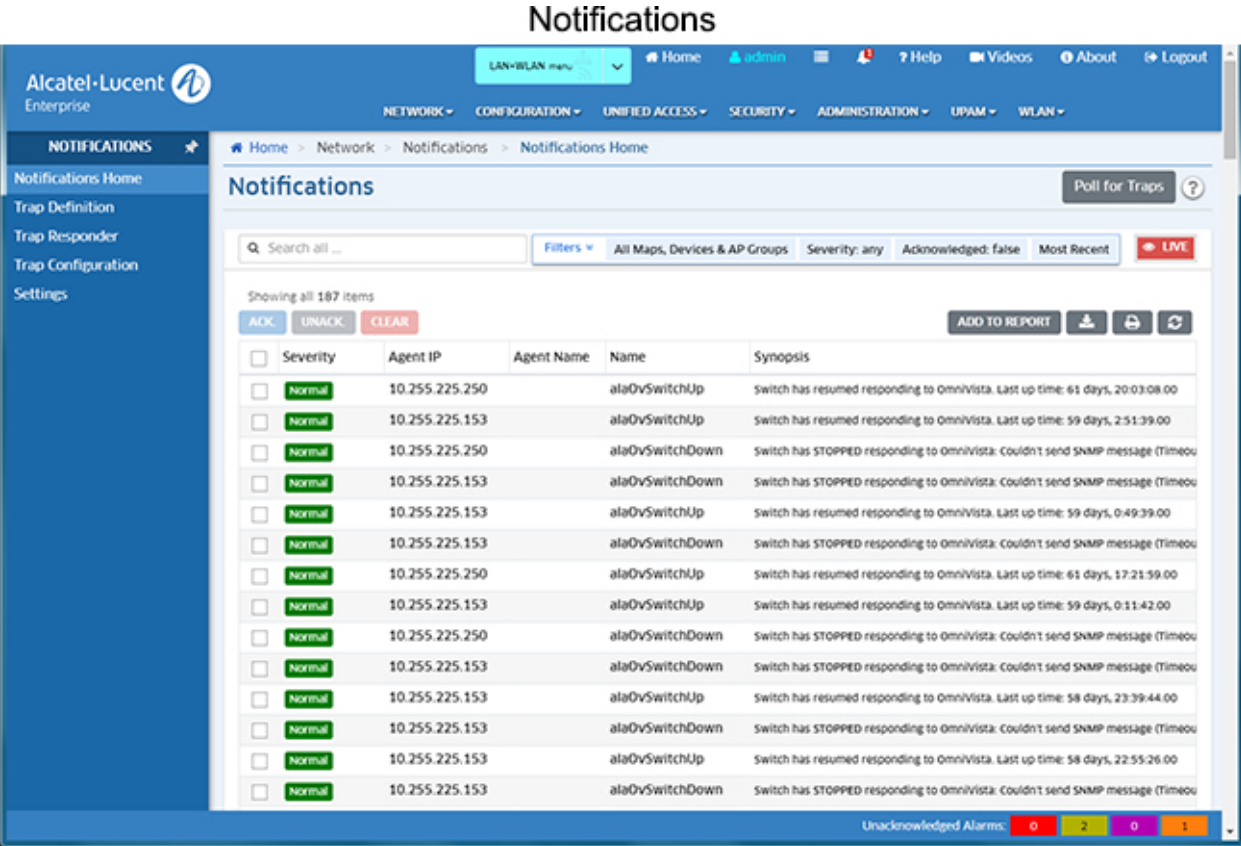 Notifications
LAN+WLAN menu Home admin ? Help Videos About Logout
Alcatel·Lucent
Enterprise
NETWORK CONFIGURATION UNIFIED ACCESS SECURITY ADMINISTRATION UPAM WLAN
NOTIFICATIONS
Notifications Home
Trap Definition
Trap Responder
Trap Configuration
Settings
Home > Network > Notifications > Notifications Home
Notifications
Poll for Traps ?
Search all ... Filters All Maps, Devices & AP Groups Severity: any Acknowledged: false Most Recent LIVE
Showing all 187 items
ACK UNACK CLEAR ADD TO REPORT
Severity Agent IP Agent Name Name Synopsis
Normal 10.255.225.250 alaOvSwitchUp Switch has resumed responding to OmniVista. Last up time: 61 days, 20:03:08.00
Normal 10.255.225.153 alaOvSwitchUp Switch has resumed responding to OmniVista. Last up time: 59 days, 2:51:39.00
Normal 10.255.225.250 alaOvSwitchDown Switch has STOPPED responding to OmniVista: Couldn't send SNMP message (Timeou
Normal 10.255.225.153 alaOvSwitchDown Switch has STOPPED responding to OmniVista: Couldn't send SNMP message (Timeou
Normal 10.255.225.153 alaOvSwitchUp Switch has resumed responding to OmniVista. Last up time: 59 days, 0:49:39.00
Normal 10.255.225.153 alaOvSwitchDown Switch has STOPPED responding to OmniVista: Couldn't send SNMP message (Timeou
Normal 10.255.225.250 alaOvSwitchUp Switch has resumed responding to OmniVista. Last up time: 61 days, 17:21:59.00
Normal 10.255.225.153 alaOvSwitchUp Switch has resumed responding to OmniVista. Last up time: 59 days, 0:11:42.00
Normal 10.255.225.250 alaOvSwitchDown Switch has STOPPED responding to OmniVista: Couldn't send SNMP message (Timeou
Normal 10.255.225.153 alaOvSwitchDown Switch has STOPPED responding to OmniVista: Couldn't send SNMP message (Timeou
Normal 10.255.225.153 alaOvSwitchUp Switch has resumed responding to OmniVista. Last up time: 58 days, 23:39:44.00
Normal 10.255.225.153 alaOvSwitchDown Switch has STOPPED responding to OmniVista: Couldn't send SNMP message (Timeou
Normal 10.255.225.153 alaOvSwitchUp Switch has resumed responding to OmniVista. Last up time: 58 days, 22:55:26.00
Normal 10.255.225.153 alaOvSwitchDown Switch has STOPPED responding to OmniVista: Couldn't send SNMP message (Timeou
Unacknowledged Alarms: 0 2 0 1